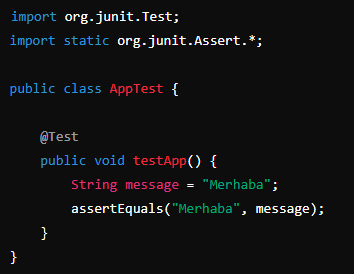 import org.junit.Test;
import static org.junit.Assert.*;
public class AppTest {
@Test
public void testApp() {
String message = "Merhaba";
assertEquals("Merhaba", message);
}
}